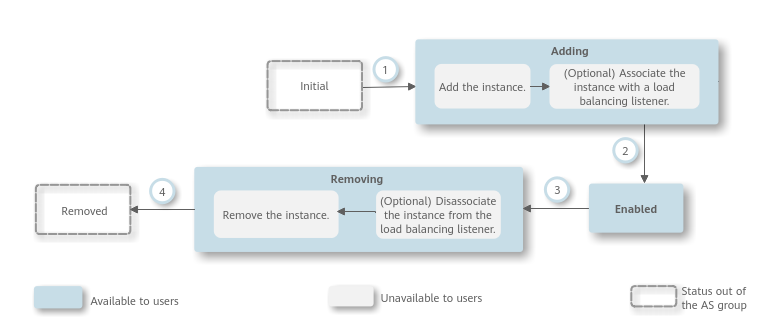 Adding
Initial
1
Add the instance.
(Optional) Associate the
instance with a load
balancing listener.
2
Removing
4
3
Removed
Remove the instance.
(Optional) Disassociate
the instance from the
load balancing listener.
Enabled
Available to users
Unavailable to users
Status out of
the AS group